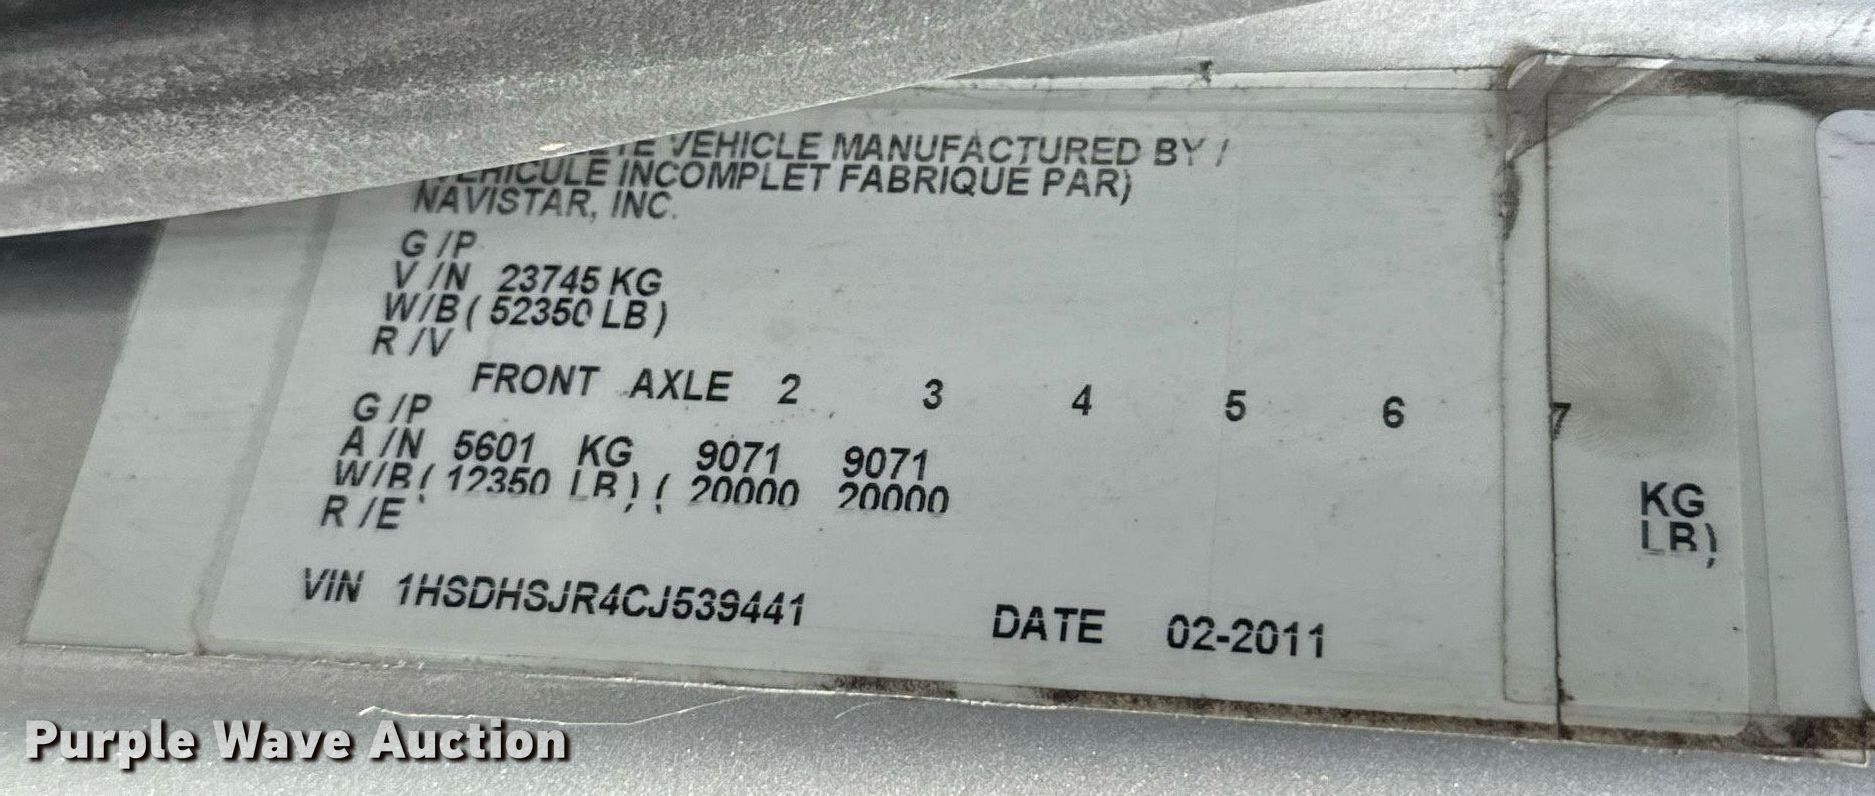 VEHICLE MANUFACTURED BY /
VEHICULE INCOMPLET FABRIQUE PAR)
NAVISTAR, INC.
G /P
V /N 23745 KG
W/B ( 52350 LB )
R /V
FRONT AXLE 2 3 4 5 6 7
G /P
A /N 5601 KG 9071 9071 KG
W/B ( 12350 LB ) , ( 20000 20000 LB ) ,
R /E
VIN 1HSDHSJR4CJ539441 DATE 02-2011
Purple Wave Auction